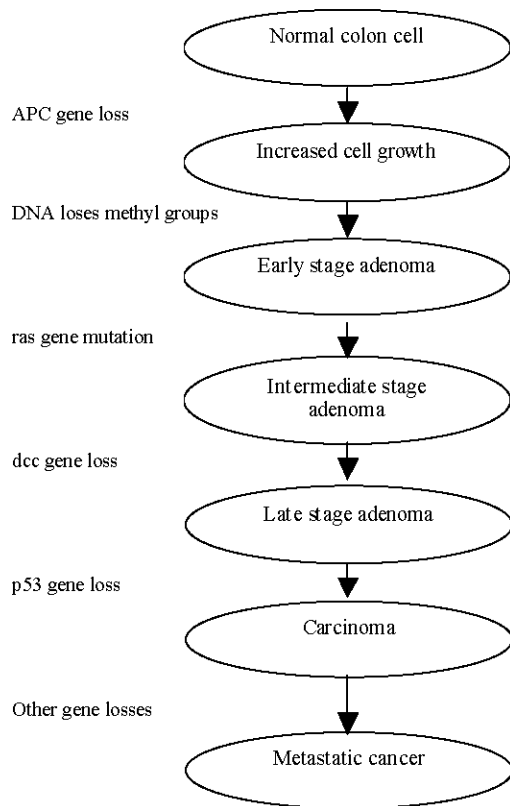 Normal colon cell
APC gene loss
Increased cell growth
DNA loses methyl groups
Early stage adenoma
ras gene mutation
Intermediate stage
adenoma
dcc gene loss
Late stage adenoma
p53 gene loss
Carcinoma
Other gene losses
Metastatic cancer